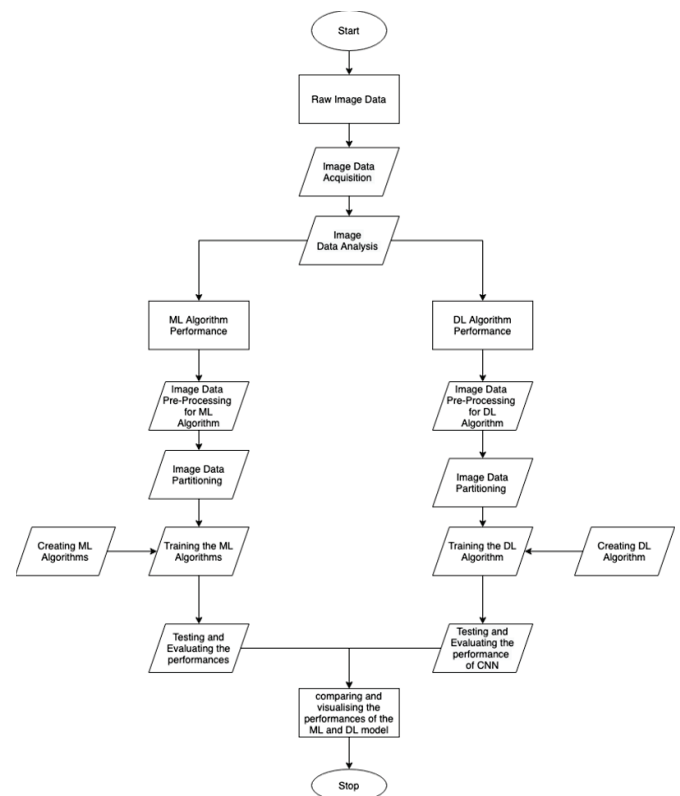 Start
Raw Image Data
Image Data
Acquisition
Image
Data Analysis
ML Algorithm
Performance
DL Algorithm
Performance
Image Data
Pre-Processing
for ML
Algorithm
Image Data
Pre-Processing
for DL
Algorithm
Image Data
Partitioning
Image Data
Partitioning
Creating ML
Algorithms
Training the ML
Algorithms
Training the DL
Algorithm
Creating DL
Algorithm
Testing and
Evaluating the
performances
Testing and
Evaluating the
performance
of CNN
comparing and
visualising the
performances of the
ML and DL model
Stop